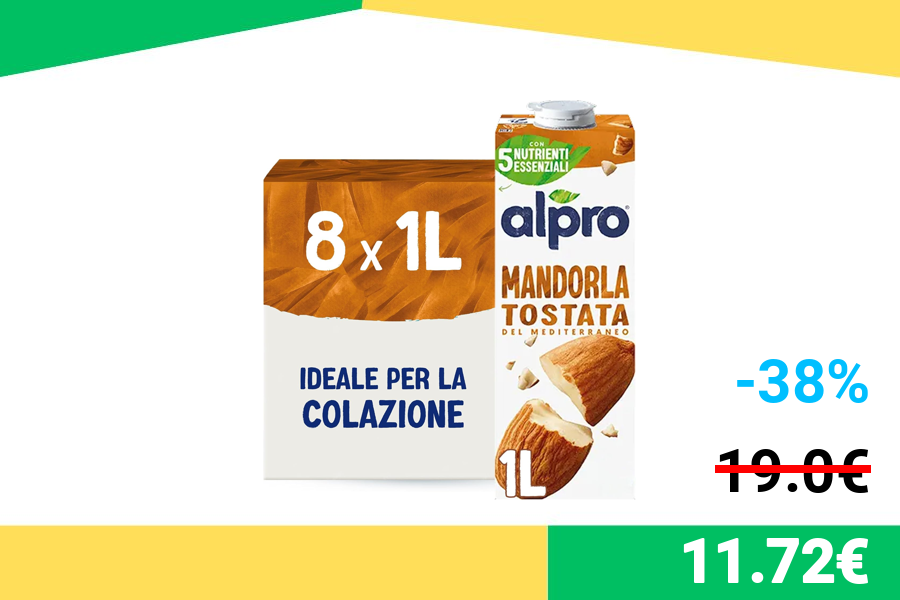 8 x 1L
IDEALE PER LA
COLAZIONE
CON
5 NUTRIENTI
ESSENZIALI
alpro®
MANDORLA
TOSTATA
DEL MEDITERRANEO
1L
-38%
19.0€
11.72€